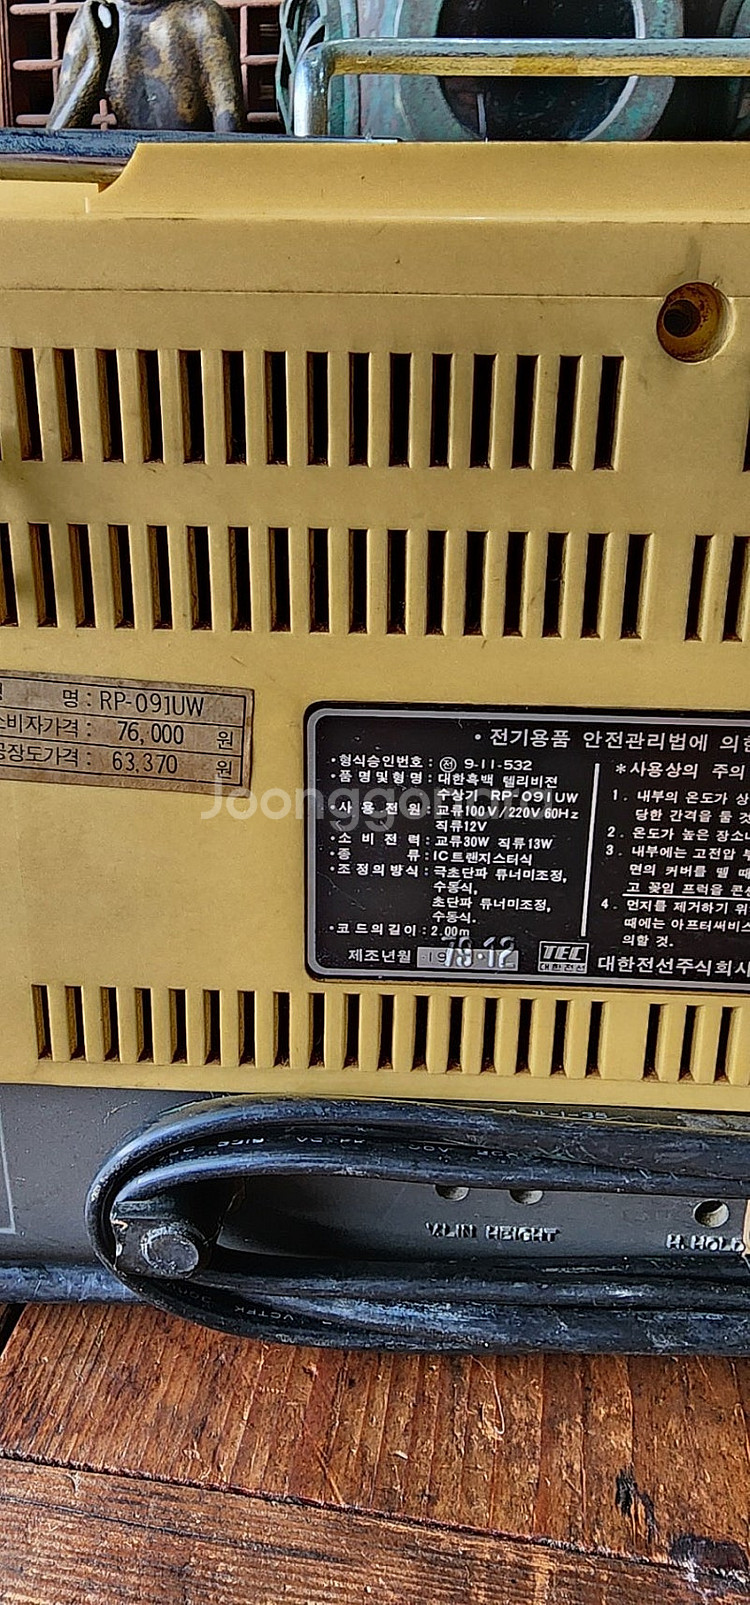 명 : RP-091UW
소비자가격 : 76,000 원
공장도가격 : 63,370 원
• 전기용품 안전관리법에 의한
• 형식승인번호 : 전 9-11-532
• 품명및형명 : 대한흑백 텔리비젼
수상기 RP-091UW
• 사용전원 : 교류100V/220V 60Hz
직류12V
• 소비전력 : 교류30W 직류13W
• 종류 : IC트랜지스터식
• 조정의방식 : 극초단파 튜너미조정,
수동식,
초단파 튜너미조정,
수동식.
• 코드의길이 : 2.00m
제조년월 1979.12
TEC
대한전선
대한전선주식회사
*사용상의 주의
1. 내부의 온도가 상
당한 간격을 둘 것
2. 온도가 높은 장소
3. 내부에는 고전압 부
면의 커버를 뗄 때
고 꽂임 프럭을 콘
4. 먼지를 제거하기 위
때에는 아프터써비스
의할 것.
V.LIN HEIGHT
H.HOLD
Joonggonara